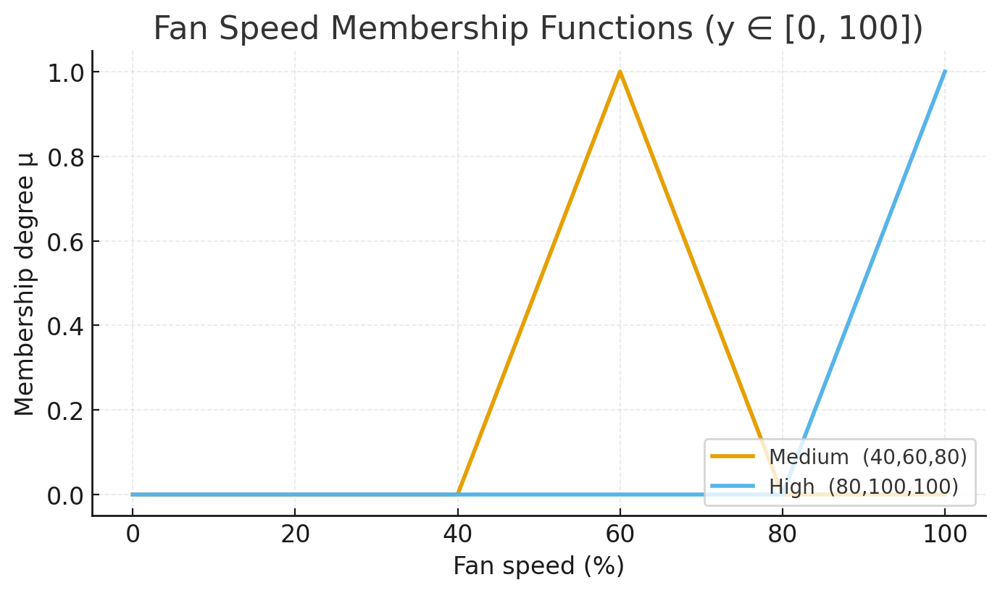 Fan Speed Membership Functions (y ∈ [0, 100])
Membership degree μ
1.0
0.8
0.6
0.4
0.2
0.0
Medium  (40,60,80)
High  (80,100,100)
0 20 40 60 80 100
Fan speed (%)